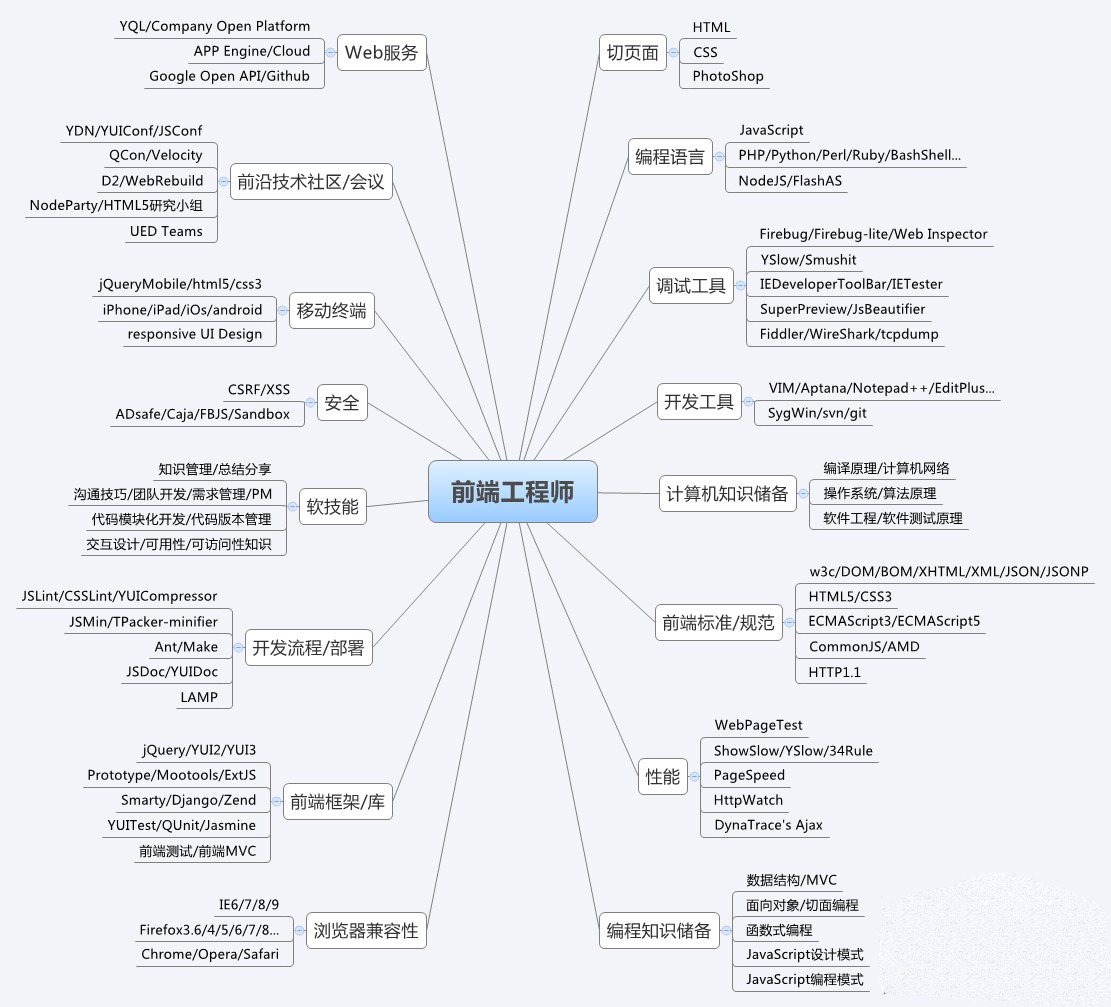 前端工程师
Web服务
YQL/Company Open Platform
APP Engine/Cloud
Google Open API/Github
前沿技术社区/会议
YDN/YUIConf/JSConf
QCon/Velocity
D2/WebRebuild
NodeParty/HTML5研究小组
UED Teams
移动终端
jQueryMobile/html5/css3
iPhone/iPad/iOs/android
responsive UI Design
安全
CSRF/XSS
ADsafe/Caja/FBJS/Sandbox
软技能
知识管理/总结分享
沟通技巧/团队开发/需求管理/PM
代码模块化开发/代码版本管理
交互设计/可用性/可访问性知识
开发流程/部署
JSLint/CSSLint/YUICompressor
JSMin/TPacker-minifier
Ant/Make
JSDoc/YUIDoc
LAMP
前端框架/库
jQuery/YUI2/YUI3
Prototype/Mootools/ExtJS
Smarty/Django/Zend
YUITest/QUnit/Jasmine
前端测试/前端MVC
浏览器兼容性
IE6/7/8/9
Firefox3.6/4/5/6/7/8...
Chrome/Opera/Safari
切页面
HTML
CSS
PhotoShop
编程语言
JavaScript
PHP/Python/Perl/Ruby/BashShell...
NodeJS/FlashAS
调试工具
Firebug/Firebug-lite/Web Inspector
YSlow/Smushit
IEDeveloperToolBar/IETester
SuperPreview/JsBeautifier
Fiddler/WireShark/tcpdump
开发工具
VIM/Aptana/Notepad++/EditPlus...
SygWin/svn/git
计算机知识储备
编译原理/计算机网络
操作系统/算法原理
软件工程/软件测试原理
前端标准/规范
w3c/DOM/BOM/XHTML/XML/JSON/JSONP
HTML5/CSS3
ECMAScript3/ECMAScript5
CommonJS/AMD
HTTP1.1
性能
WebPageTest
ShowSlow/YSlow/34Rule
PageSpeed
HttpWatch
DynaTrace's Ajax
编程知识储备
数据结构/MVC
面向对象/切面编程
函数式编程
JavaScript设计模式
JavaScript编程模式